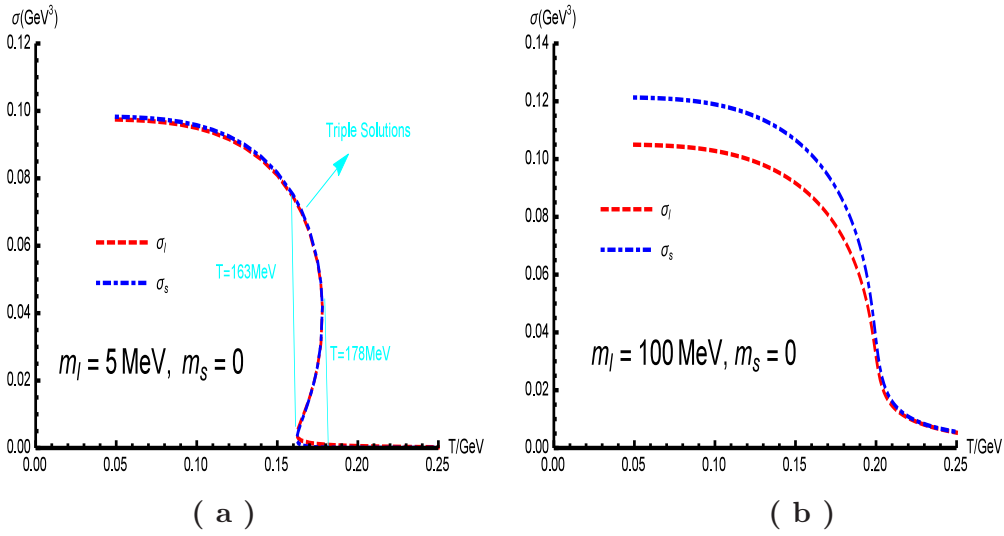 σ(GeV³)
0.12
0.10
0.08
0.06
0.04
0.02
0.00
0.00 0.05 0.10 0.15 0.20 0.25
T/GeV
Triple Solutions
σl
σs
T=163MeV
T=178MeV
ml = 5 MeV, ms = 0
( a )
σ(GeV³)
0.14
0.12
0.10
0.08
0.06
0.04
0.02
0.00
0.00 0.05 0.10 0.15 0.20 0.25
T/GeV
σl
σs
ml = 100 MeV, ms = 0
( b )